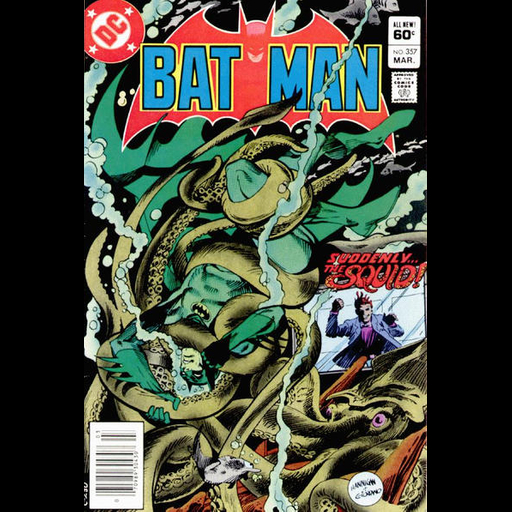 DC
ALL NEW!
60¢
NO. 357
MAR.
APPROVED
BY THE
COMICS
CODE
AUTHORITY
BATMAN
SUDDENLY...
THE
SQUID!